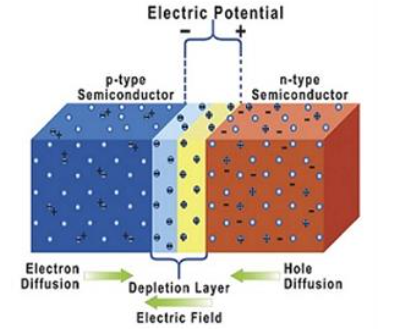 Electric Potential
− +
p-type
Semiconductor
n-type
Semiconductor
Electron
Diffusion
Hole
Diffusion
Depletion Layer
Electric Field